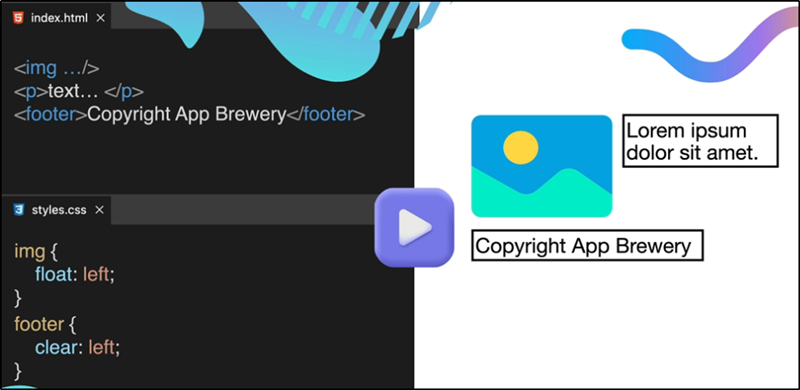 index.html ×
<img …/>
<p>text… </p>
<footer>Copyright App Brewery</footer>
styles.css ×
img {
float: left;
}
footer {
clear: left;
}
Lorem ipsum
dolor sit amet.
Copyright App Brewery